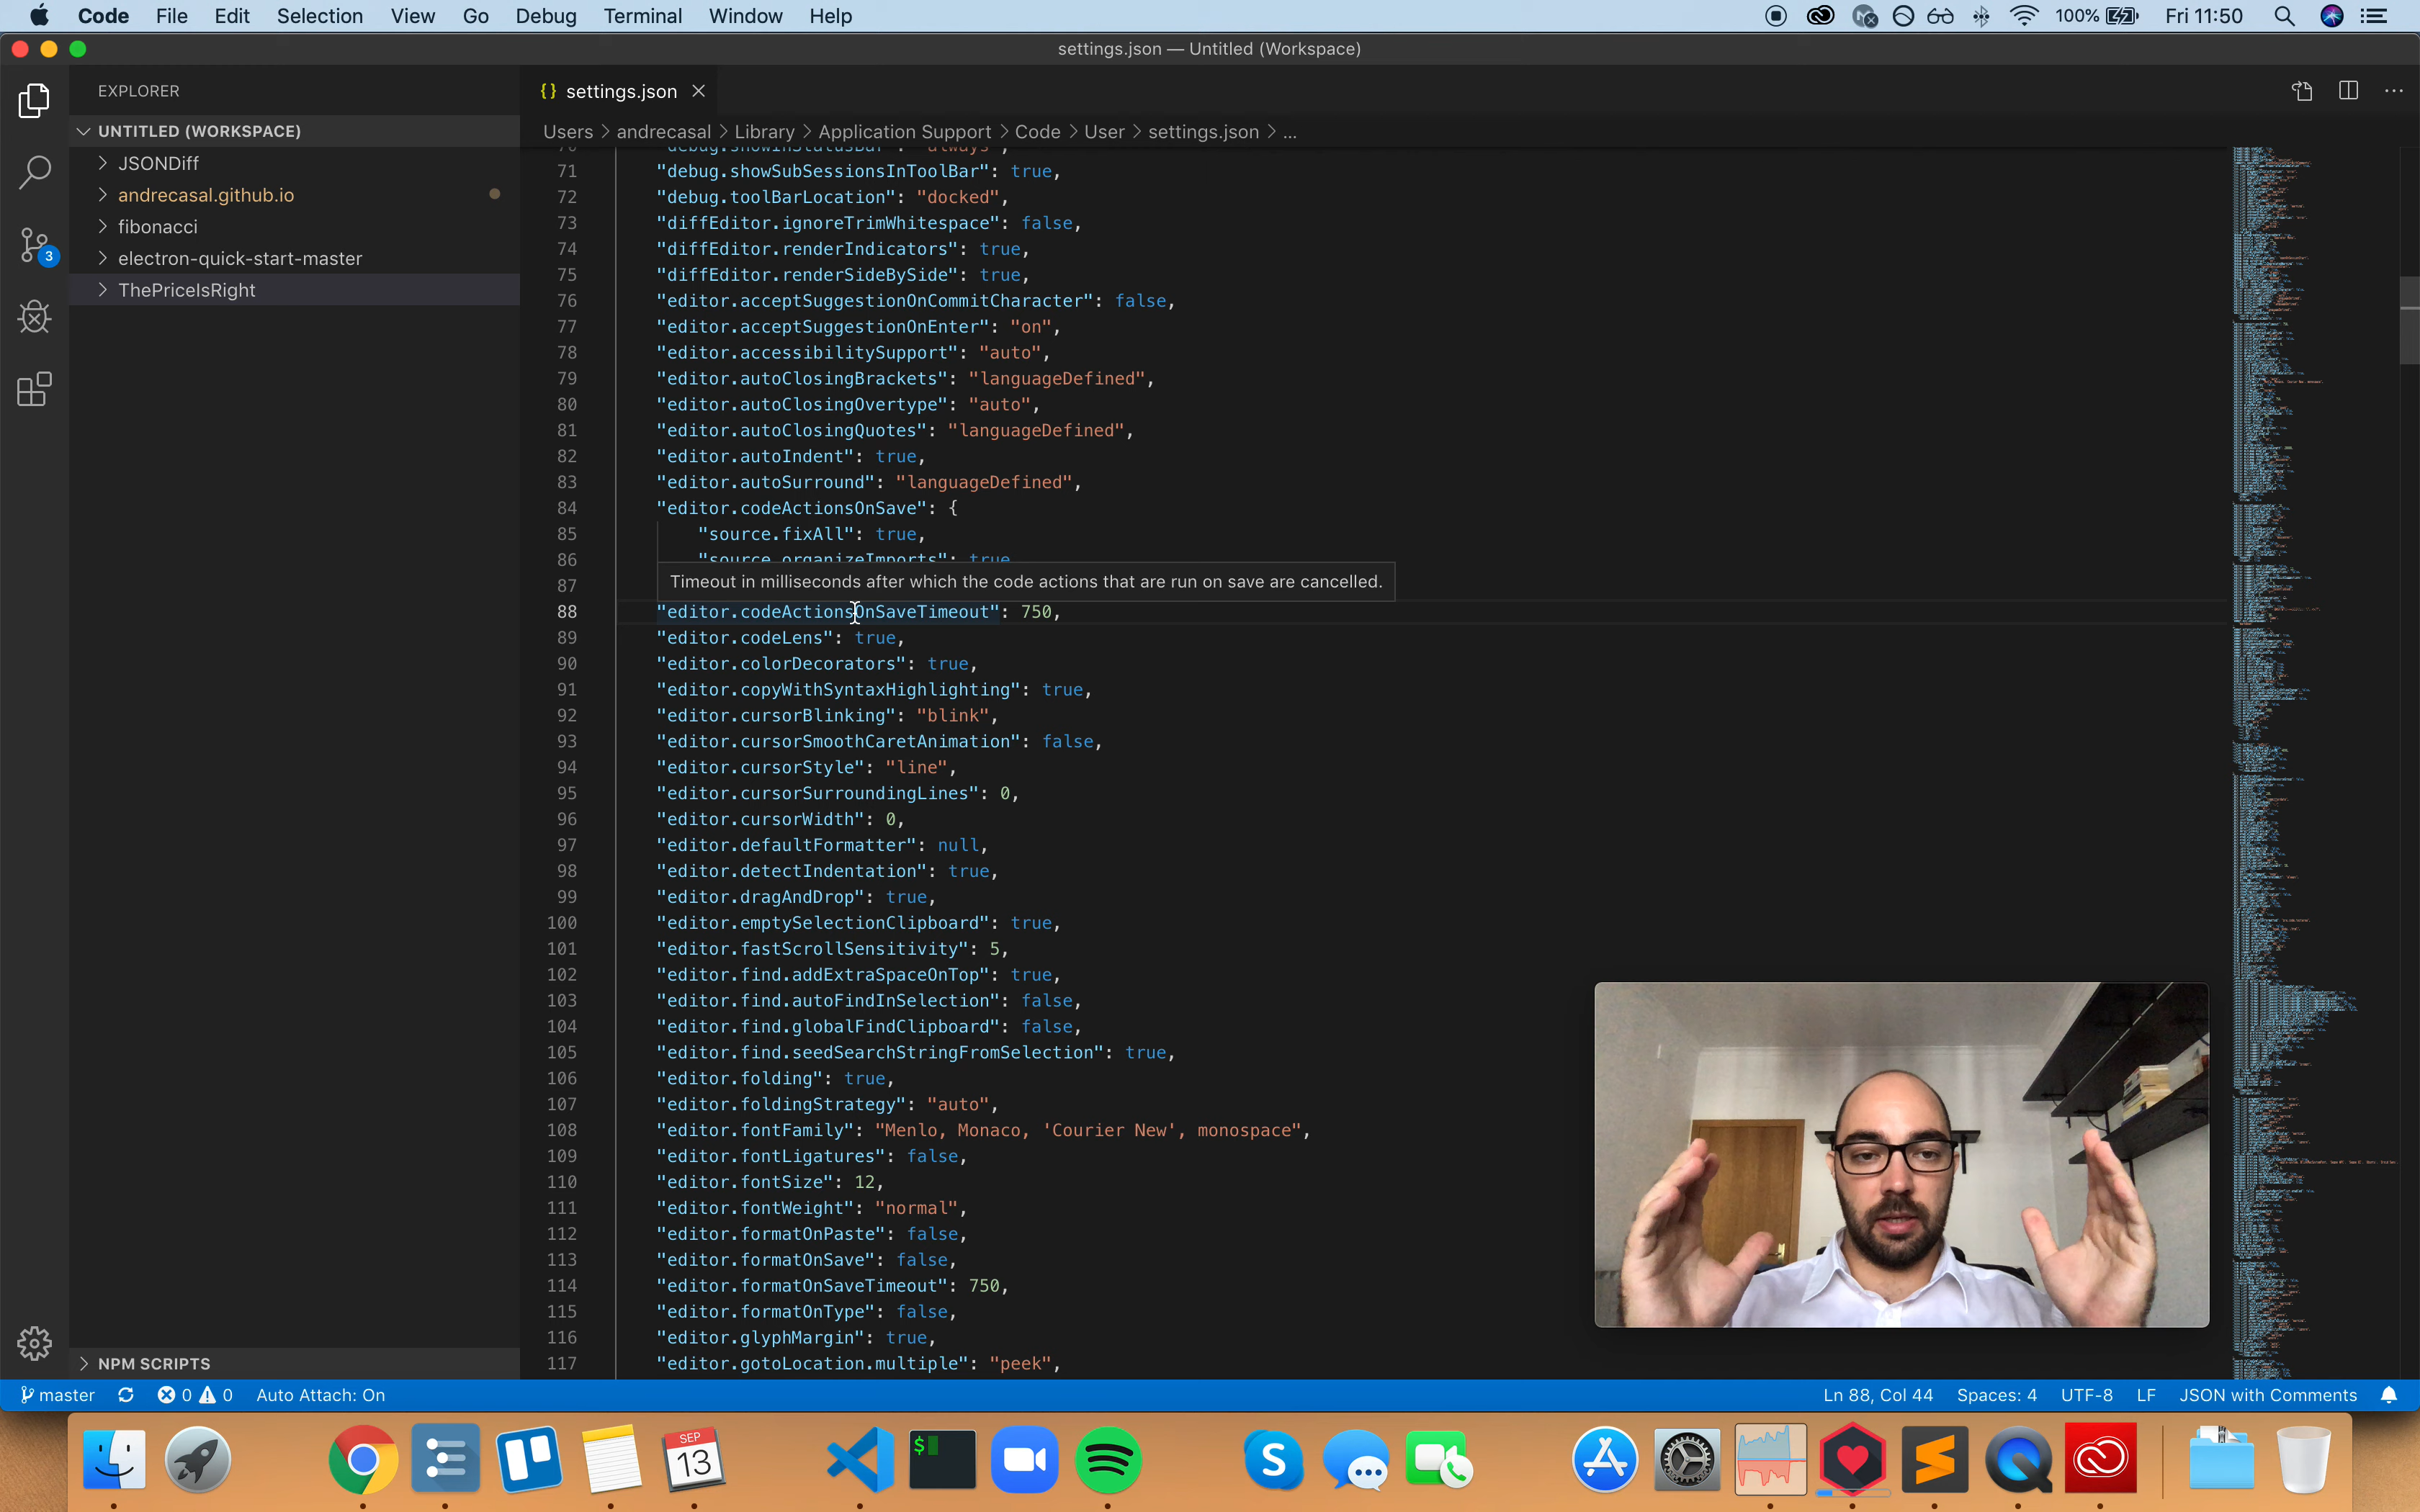 Code File Edit Selection View Go Debug Terminal Window Help 100% Fri 11:50
settings.json — Untitled (Workspace)
EXPLORER
UNTITLED (WORKSPACE)
JSONDiff
andrecasal.github.io
fibonacci
electron-quick-start-master
ThePriceIsRight
3
NPM SCRIPTS
{} settings.json
Users > andrecasal > Library > Application Support > Code > User > settings.json > ...
70 "debug.showInStatusBar": "always",
71 "debug.showSubSessionsInToolBar": true,
72 "debug.toolBarLocation": "docked",
73 "diffEditor.ignoreTrimWhitespace": false,
74 "diffEditor.renderIndicators": true,
75 "diffEditor.renderSideBySide": true,
76 "editor.acceptSuggestionOnCommitCharacter": false,
77 "editor.acceptSuggestionOnEnter": "on",
78 "editor.accessibilitySupport": "auto",
79 "editor.autoClosingBrackets": "languageDefined",
80 "editor.autoClosingOvertype": "auto",
81 "editor.autoClosingQuotes": "languageDefined",
82 "editor.autoIndent": true,
83 "editor.autoSurround": "languageDefined",
84 "editor.codeActionsOnSave": {
85 "source.fixAll": true,
86 "source.organizeImports": true
87
Timeout in milliseconds after which the code actions that are run on save are cancelled.
88 "editor.codeActionsOnSaveTimeout": 750,
89 "editor.codeLens": true,
90 "editor.colorDecorators": true,
91 "editor.copyWithSyntaxHighlighting": true,
92 "editor.cursorBlinking": "blink",
93 "editor.cursorSmoothCaretAnimation": false,
94 "editor.cursorStyle": "line",
95 "editor.cursorSurroundingLines": 0,
96 "editor.cursorWidth": 0,
97 "editor.defaultFormatter": null,
98 "editor.detectIndentation": true,
99 "editor.dragAndDrop": true,
100 "editor.emptySelectionClipboard": true,
101 "editor.fastScrollSensitivity": 5,
102 "editor.find.addExtraSpaceOnTop": true,
103 "editor.find.autoFindInSelection": false,
104 "editor.find.globalFindClipboard": false,
105 "editor.find.seedSearchStringFromSelection": true,
106 "editor.folding": true,
107 "editor.foldingStrategy": "auto",
108 "editor.fontFamily": "Menlo, Monaco, 'Courier New', monospace",
109 "editor.fontLigatures": false,
110 "editor.fontSize": 12,
111 "editor.fontWeight": "normal",
112 "editor.formatOnPaste": false,
113 "editor.formatOnSave": false,
114 "editor.formatOnSaveTimeout": 750,
115 "editor.formatOnType": false,
116 "editor.glyphMargin": true,
117 "editor.gotoLocation.multiple": "peek",
master 0 0 Auto Attach: On Ln 88, Col 44 Spaces: 4 UTF-8 LF JSON with Comments
SEP
13
$
S